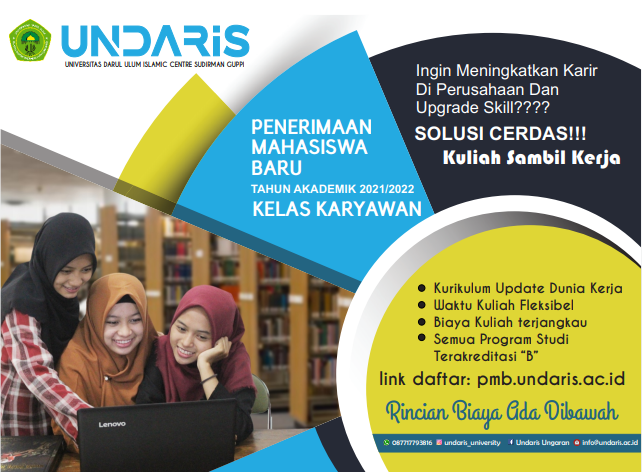 UNDARIS
UNIVERSITAS DARUL ULUM ISLAMIC CENTRE SUDIRMAN GUPPI
Ingin Meningkatkan Karir
Di Perusahaan Dan
Upgrade Skill????
SOLUSI CERDAS!!!
Kuliah Sambil Kerja
PENERIMAAN
MAHASISWA
BARU
TAHUN AKADEMIK 2021/2022
KELAS KARYAWAN
Kurikulum Update Dunia Kerja
Waktu Kuliah Fleksibel
Biaya Kuliah terjangkau
Semua Program Studi
Terakreditasi "B"
link daftar: pmb.undaris.ac.id
Rincian Biaya Ada Dibawah
087717793816 undaris_university Undaris Ungaran info@undaris.ac.id
Lenovo